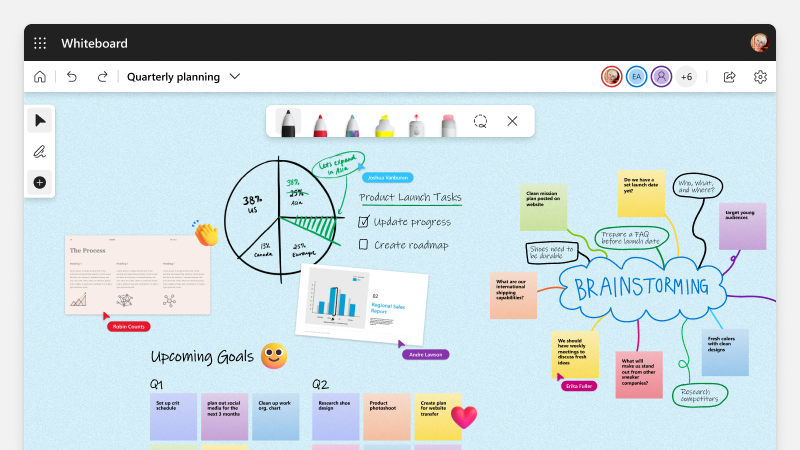 Whiteboard
Quarterly planning
EA
+6
Let's expand
in Asia
Joshua VanBuren
38%
US
38%
25%
Asia
13%
Canada
25%
Europe
Product Launch Tasks
Update progress
Create roadmap
The Process
Robin Counts
02
Regional Sales
Report
Andre Lawson
Upcoming Goals
Q1
Set up crit
schedule
plan out social
media for the
next 3 months
Clean up work
org. chart
Q2
Research shoe
design
Product
photoshoot
Create plan
for website
transfer
Clean mission
plan posted on
website
Do we have a
set launch date
yet?
Who, What,
and where?
target young
audiences
Prepare a FAQ
before launch date
Shoes need to
be durable
What are our
international
shipping
capabilities?
BRAINSTORMING
We should
have weekly
meetings to
discuss fresh
ideas
Erika Fuller
What will
make us stand
out from other
sneaker
companies?
Fresh colors
with clean
designs
Research
competitors